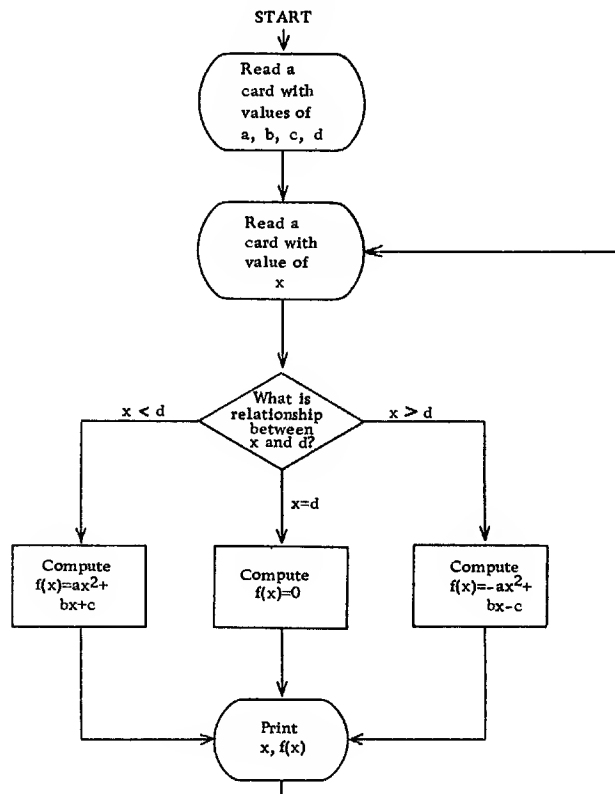 START
Read a
card with
values of
a, b, c, d
Read a
card with
value of
x
What is
relationship
between
x and d?
x < d
x > d
x=d
Compute
f(x)=ax²+
bx+c
Compute
f(x)=0
Compute
f(x)=-ax²+
bx-c
Print
x, f(x)